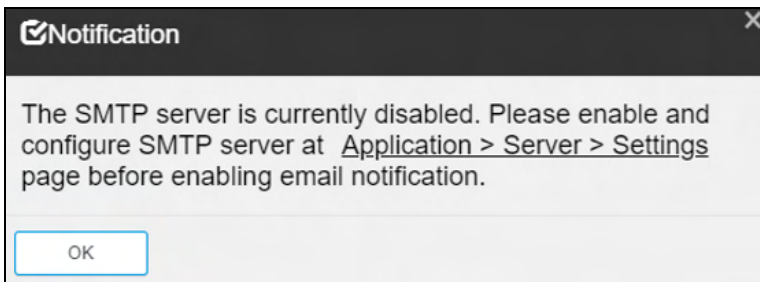 Notification
The SMTP server is currently disabled. Please enable and
configure SMTP server at Application > Server > Settings
page before enabling email notification.
OK